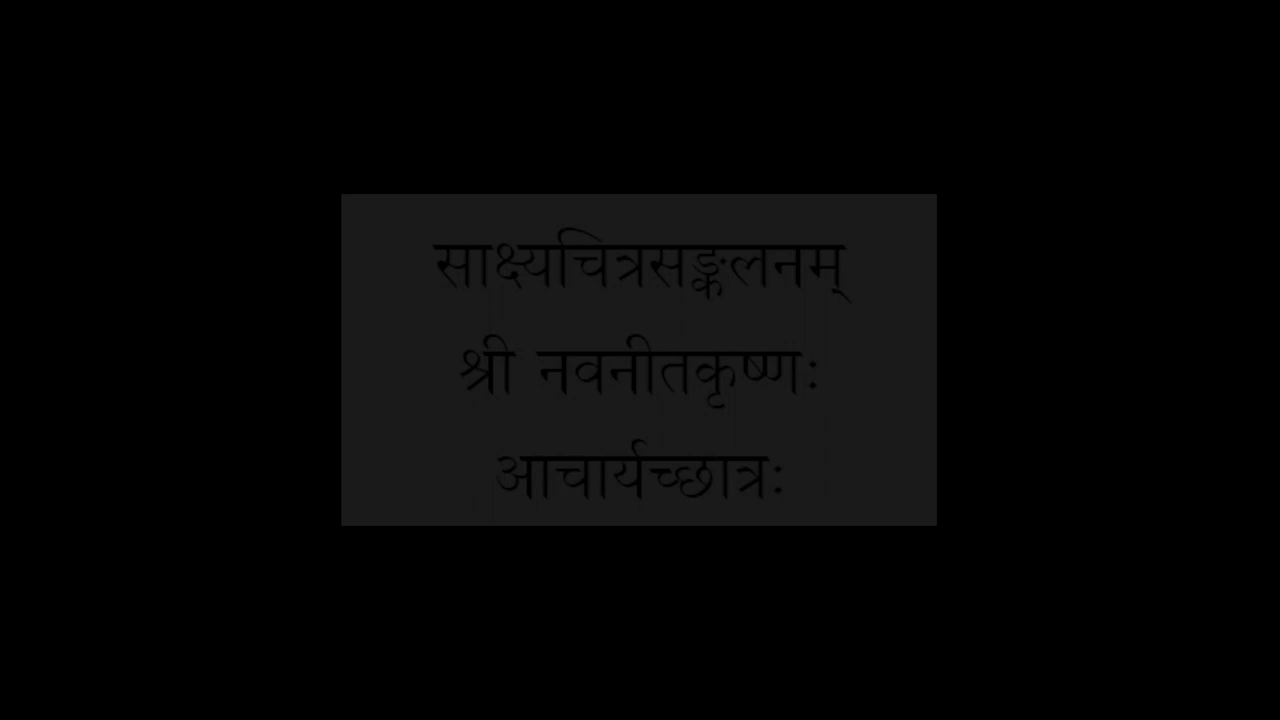 साक्ष्यचित्रसङ्कलनम्
श्री नवनीतकृष्णः
आचार्यच्छात्रः